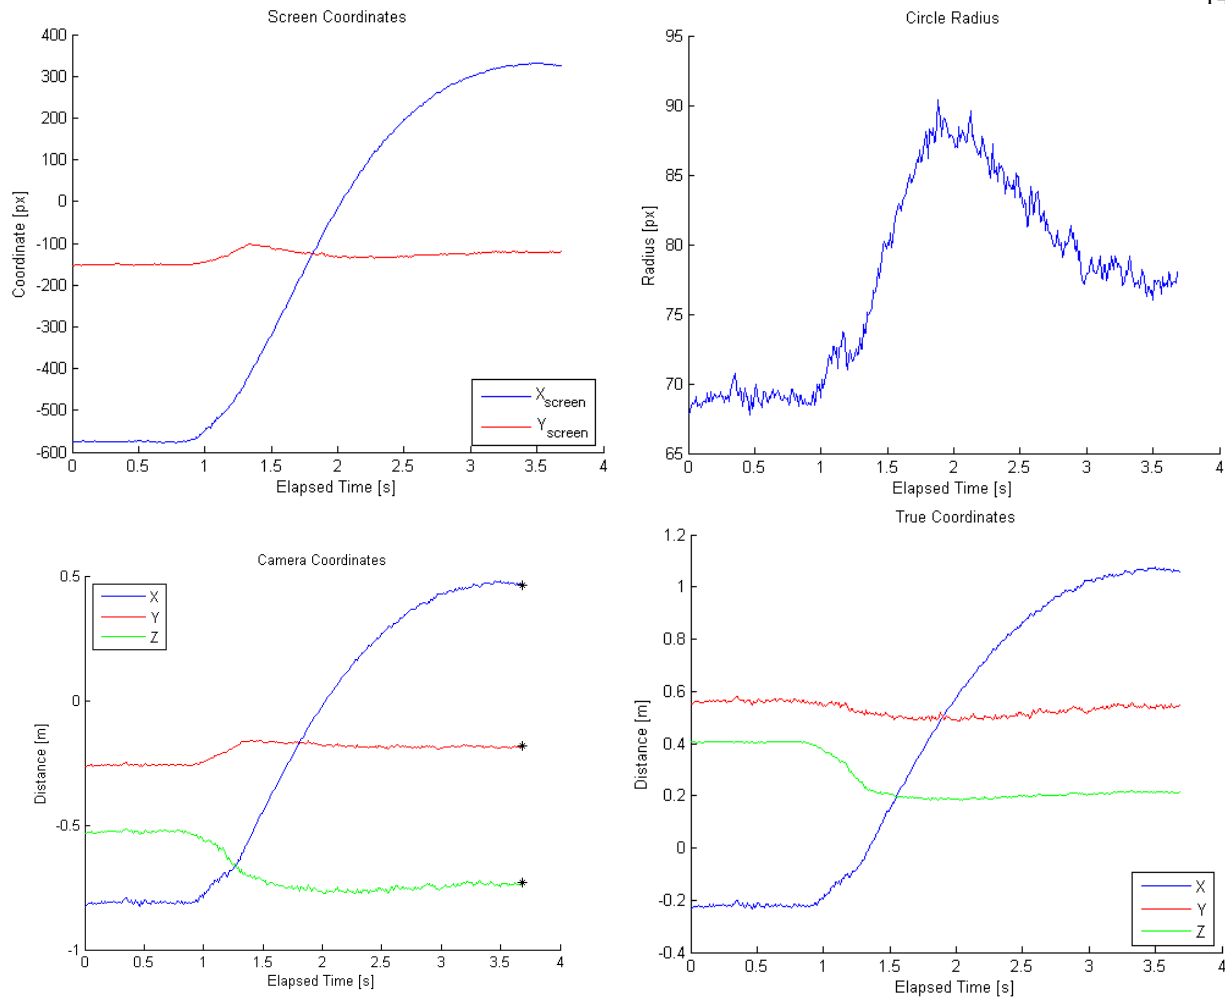 Screen Coordinates
400
300
200
100
0
-100
-200
-300
-400
-500
-600
Coordinate [px]
0 0.5 1 1.5 2 2.5 3 3.5 4
Elapsed Time [s]
X screen
Y screen
Circle Radius
95
90
85
80
75
70
65
Radius [px]
0 0.5 1 1.5 2 2.5 3 3.5 4
Elapsed Time [s]
Camera Coordinates
0.5
0
-0.5
-1
Distance [m]
X
Y
Z
0 0.5 1 1.5 2 2.5 3 3.5 4
Elapsed Time [s]
True Coordinates
1.2
1
0.8
0.6
0.4
0.2
0
-0.2
-0.4
Distance [m]
X
Y
Z
0 0.5 1 1.5 2 2.5 3 3.5 4
Elapsed Time [s]